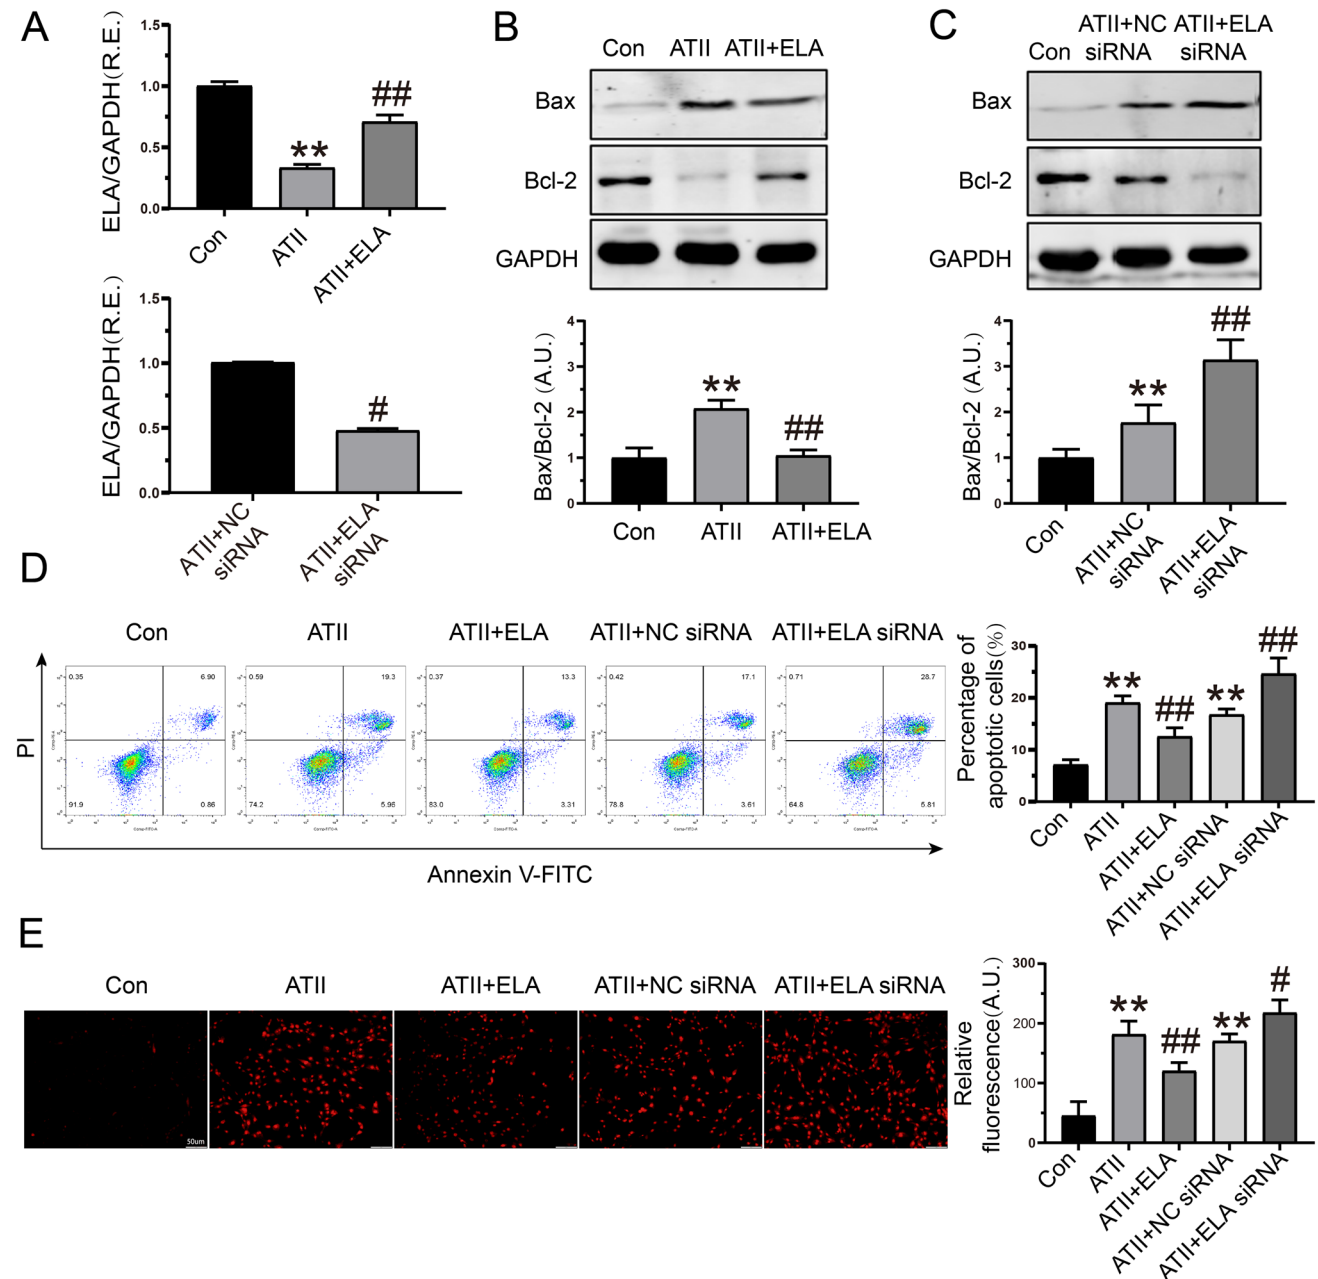 A
ELA/GAPDH(R.E.)
1.5
1.0
0.5
0.0
**
##
Con
ATII
ATII+ELA
ELA/GAPDH(R.E.)
1.5
1.0
0.5
0.0
#
ATII+NC
siRNA
ATII+ELA
siRNA
B
Con ATII ATII+ELA
Bax
Bcl-2
GAPDH
Bax/Bcl-2 (A.U.)
4
3
2
1
0
**
##
Con ATII ATII+ELA
C
ATII+NC ATII+ELA
Con siRNA siRNA
Bax
Bcl-2
GAPDH
Bax/Bcl-2 (A.U.)
4
3
2
1
0
**
##
Con
ATII+NC
siRNA
ATII+ELA
siRNA
D
Con ATII ATII+ELA ATII+NC siRNA ATII+ELA siRNA
PI
0.35 6.90
91.9 0.86
0.59 19.3
74.2 5.96
0.37 13.3
83.0 3.31
0.42 17.1
78.8 3.61
0.71 28.7
64.8 5.81
Annexin V-FITC
Percentage of
apoptotic cells(%)
30
20
10
0
**
##
**
##
Con
ATII
ATII+ELA
ATII+NC siRNA
ATII+ELA siRNA
E
Con ATII ATII+ELA ATII+NC siRNA ATII+ELA siRNA
50um
Relative
fluorescence(A.U.)
300
200
100
0
**
##
**
#
Con
ATII
ATII+ELA
ATII+NC siRNA
ATII+ELA siRNA